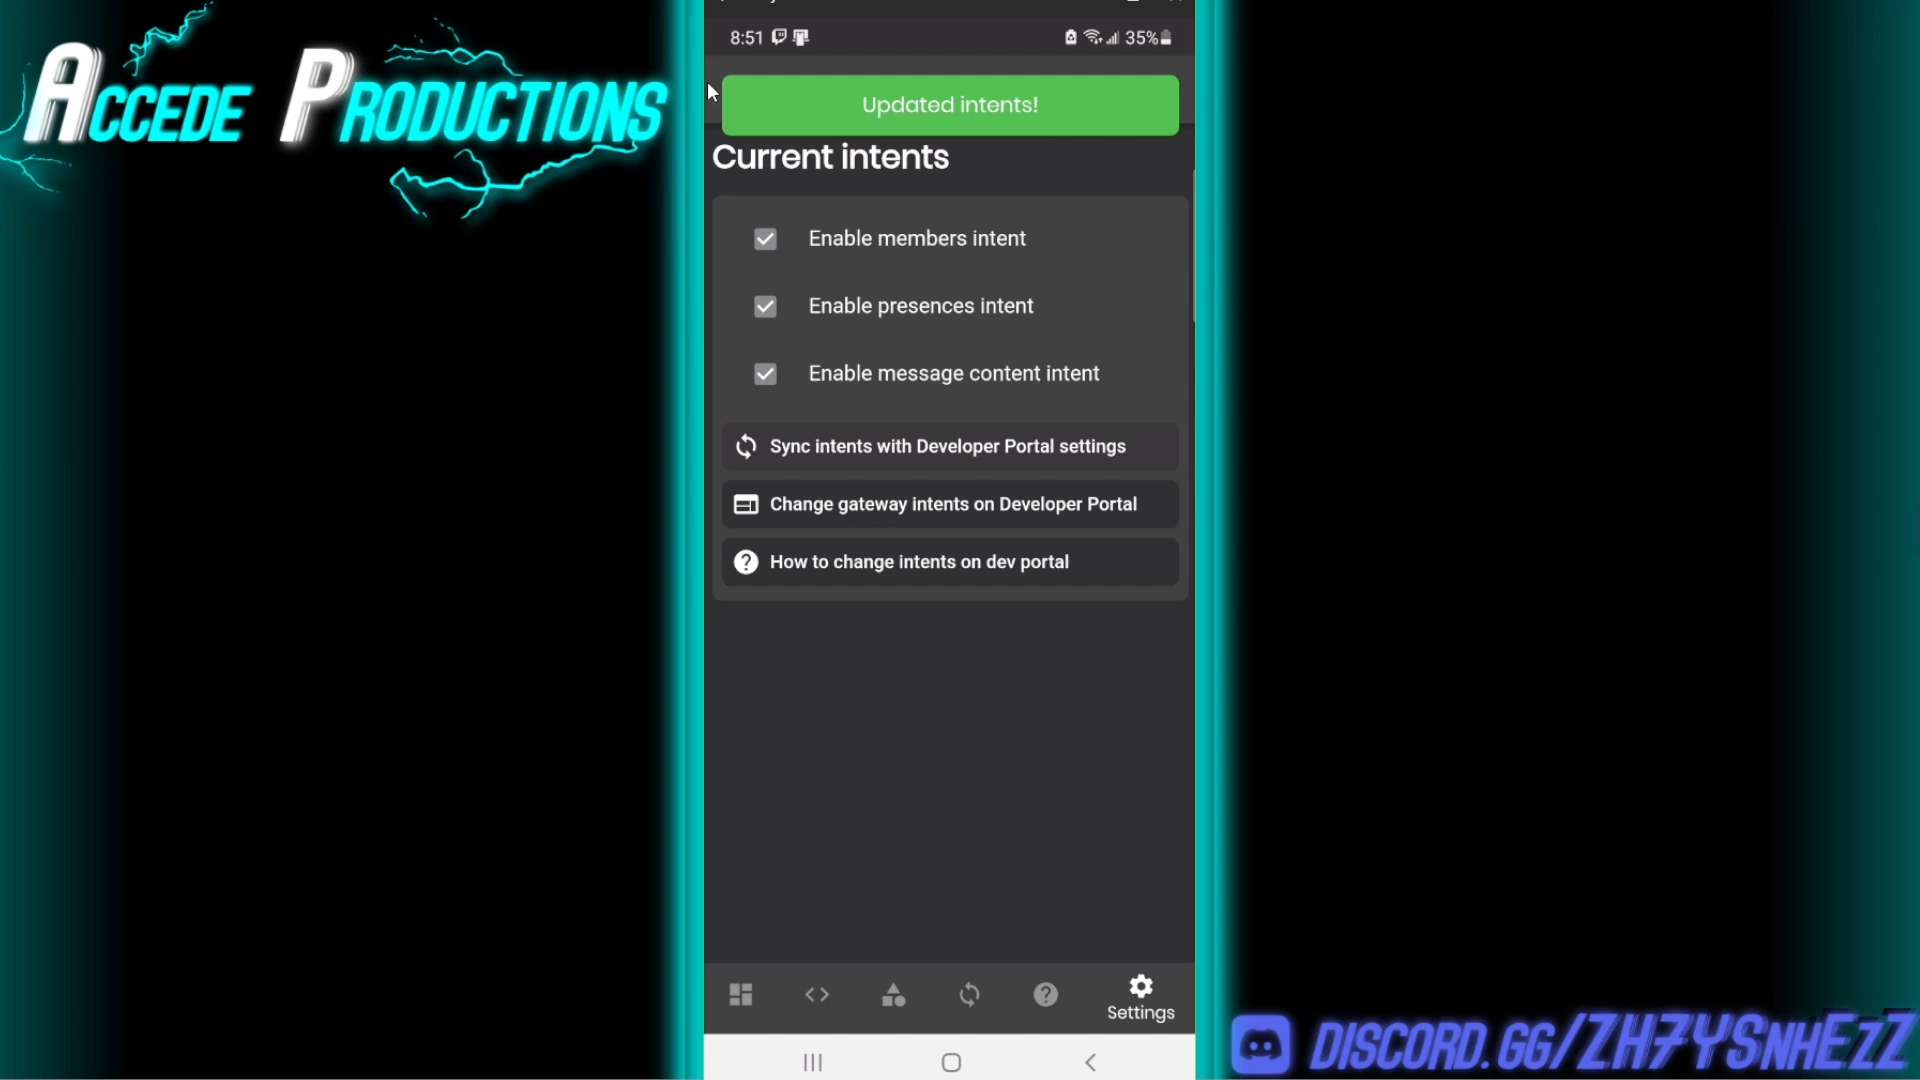 ACCEDE PRODUCTIONS
8:51
35%
Updated intents!
Current intents
Enable members intent
Enable presences intent
Enable message content intent
Sync intents with Developer Portal settings
Change gateway intents on Developer Portal
How to change intents on dev portal
Settings
DISCORD.GG/ZH7YSNHEZZ